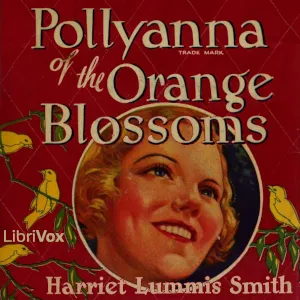 Pollyanna
TRADE MARK
of the Orange
Blossoms
LibriVox
Harriet Lummis Smith